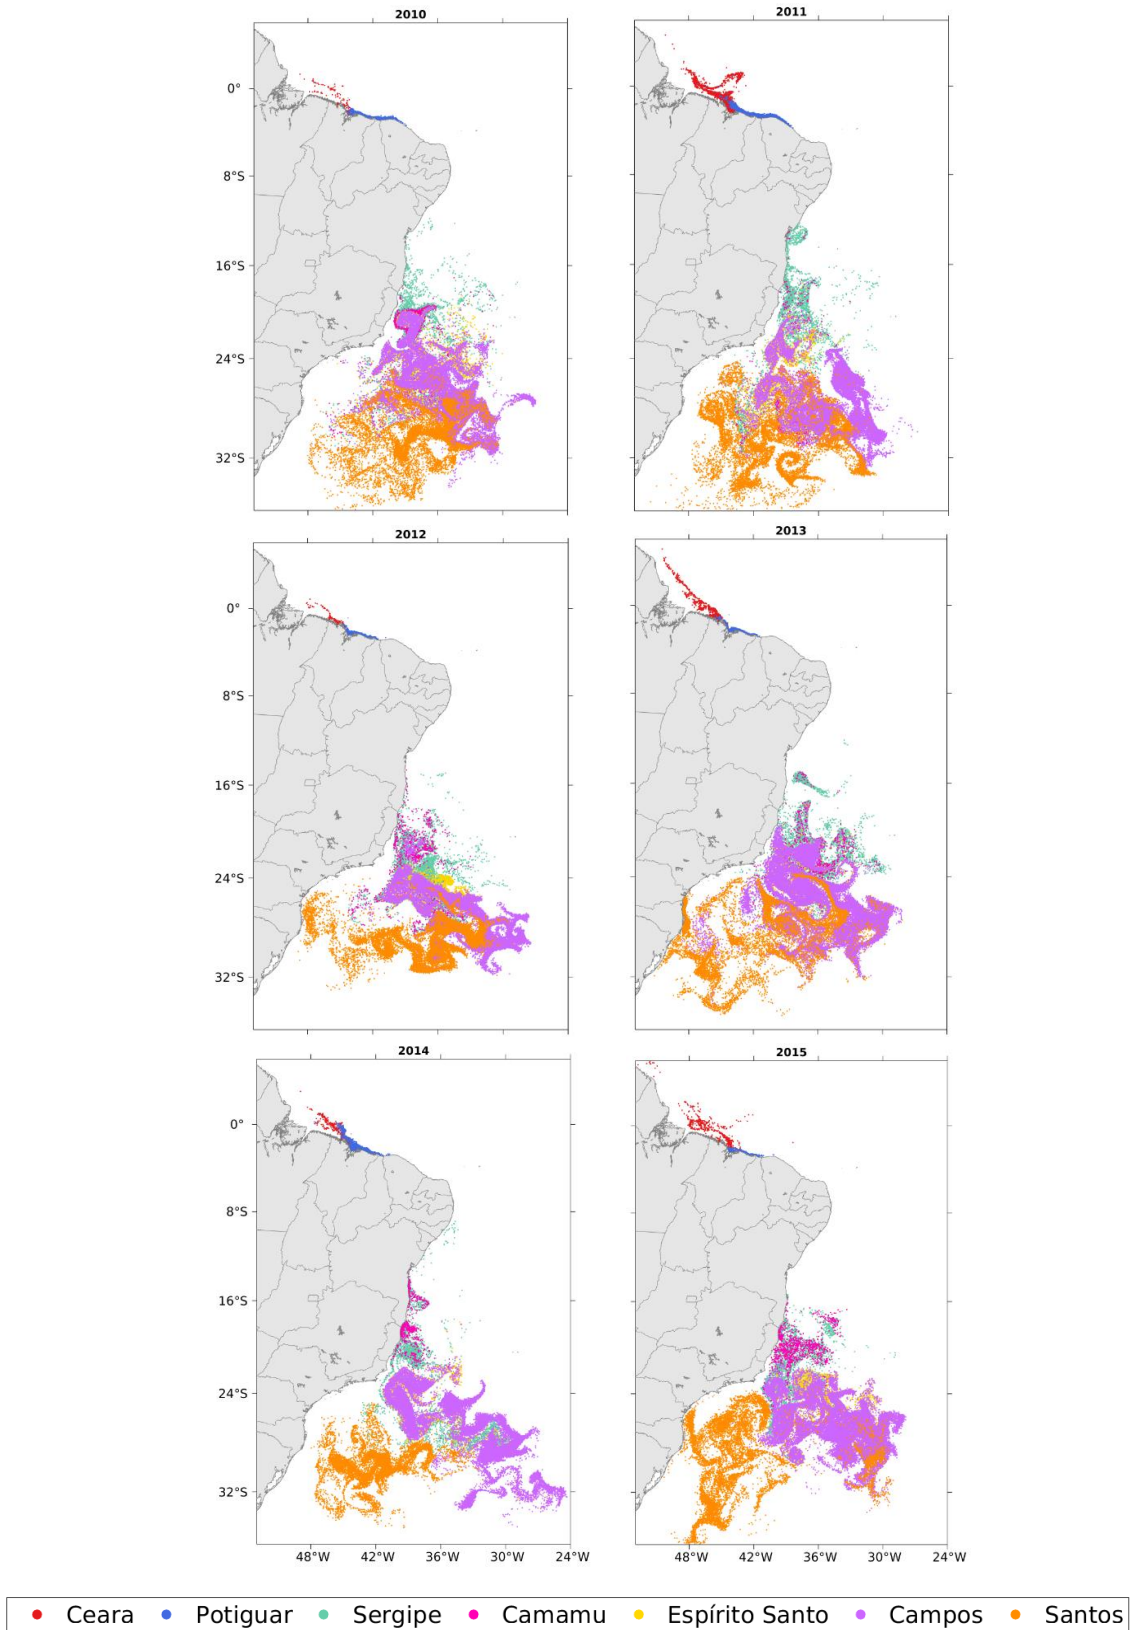 2010
2011
0°
8°S
16°S
24°S
32°S
2012
2013
0°
8°S
16°S
24°S
32°S
2014
2015
0°
8°S
16°S
24°S
32°S
48°W 42°W 36°W 30°W 24°W
48°W 42°W 36°W 30°W 24°W
Ceara Potiguar Sergipe Camamu Espírito Santo Campos Santos